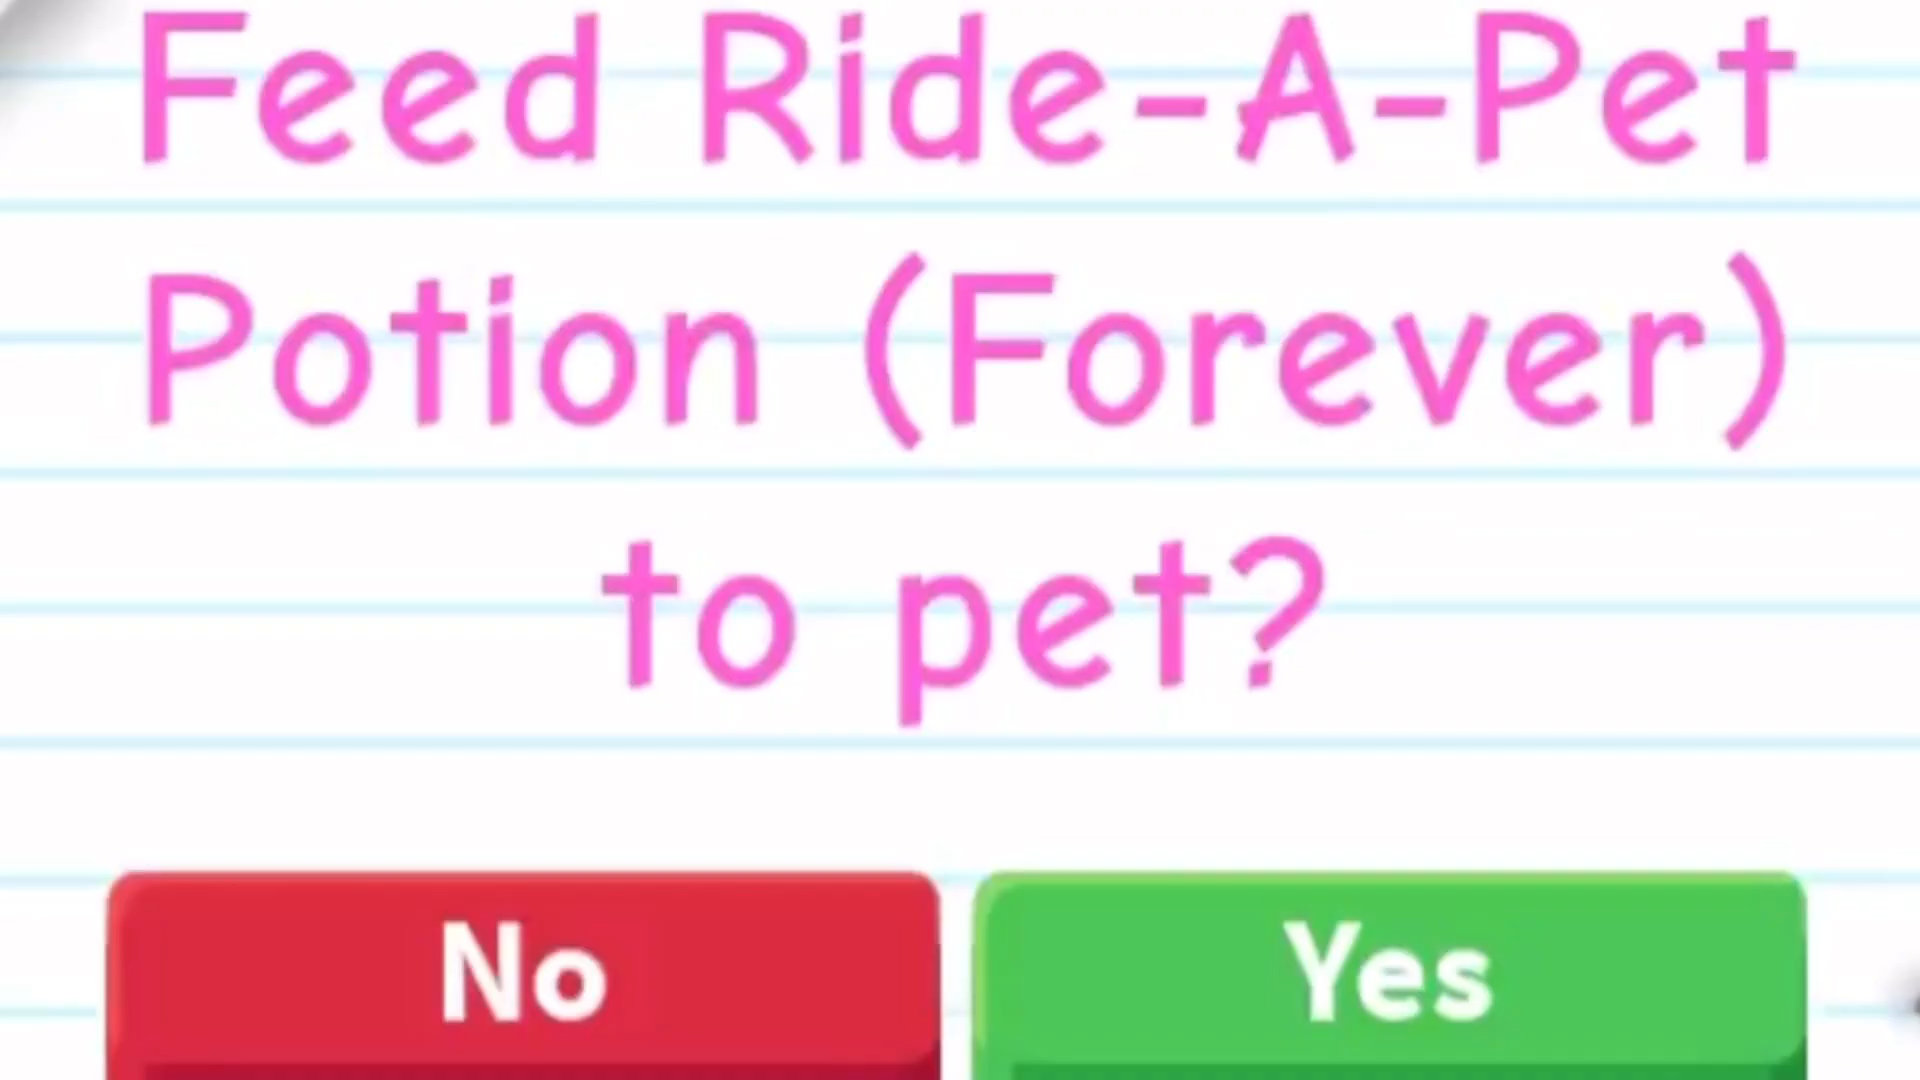 Feed Ride-A-Pet
Potion (Forever)
to pet?
No
Yes